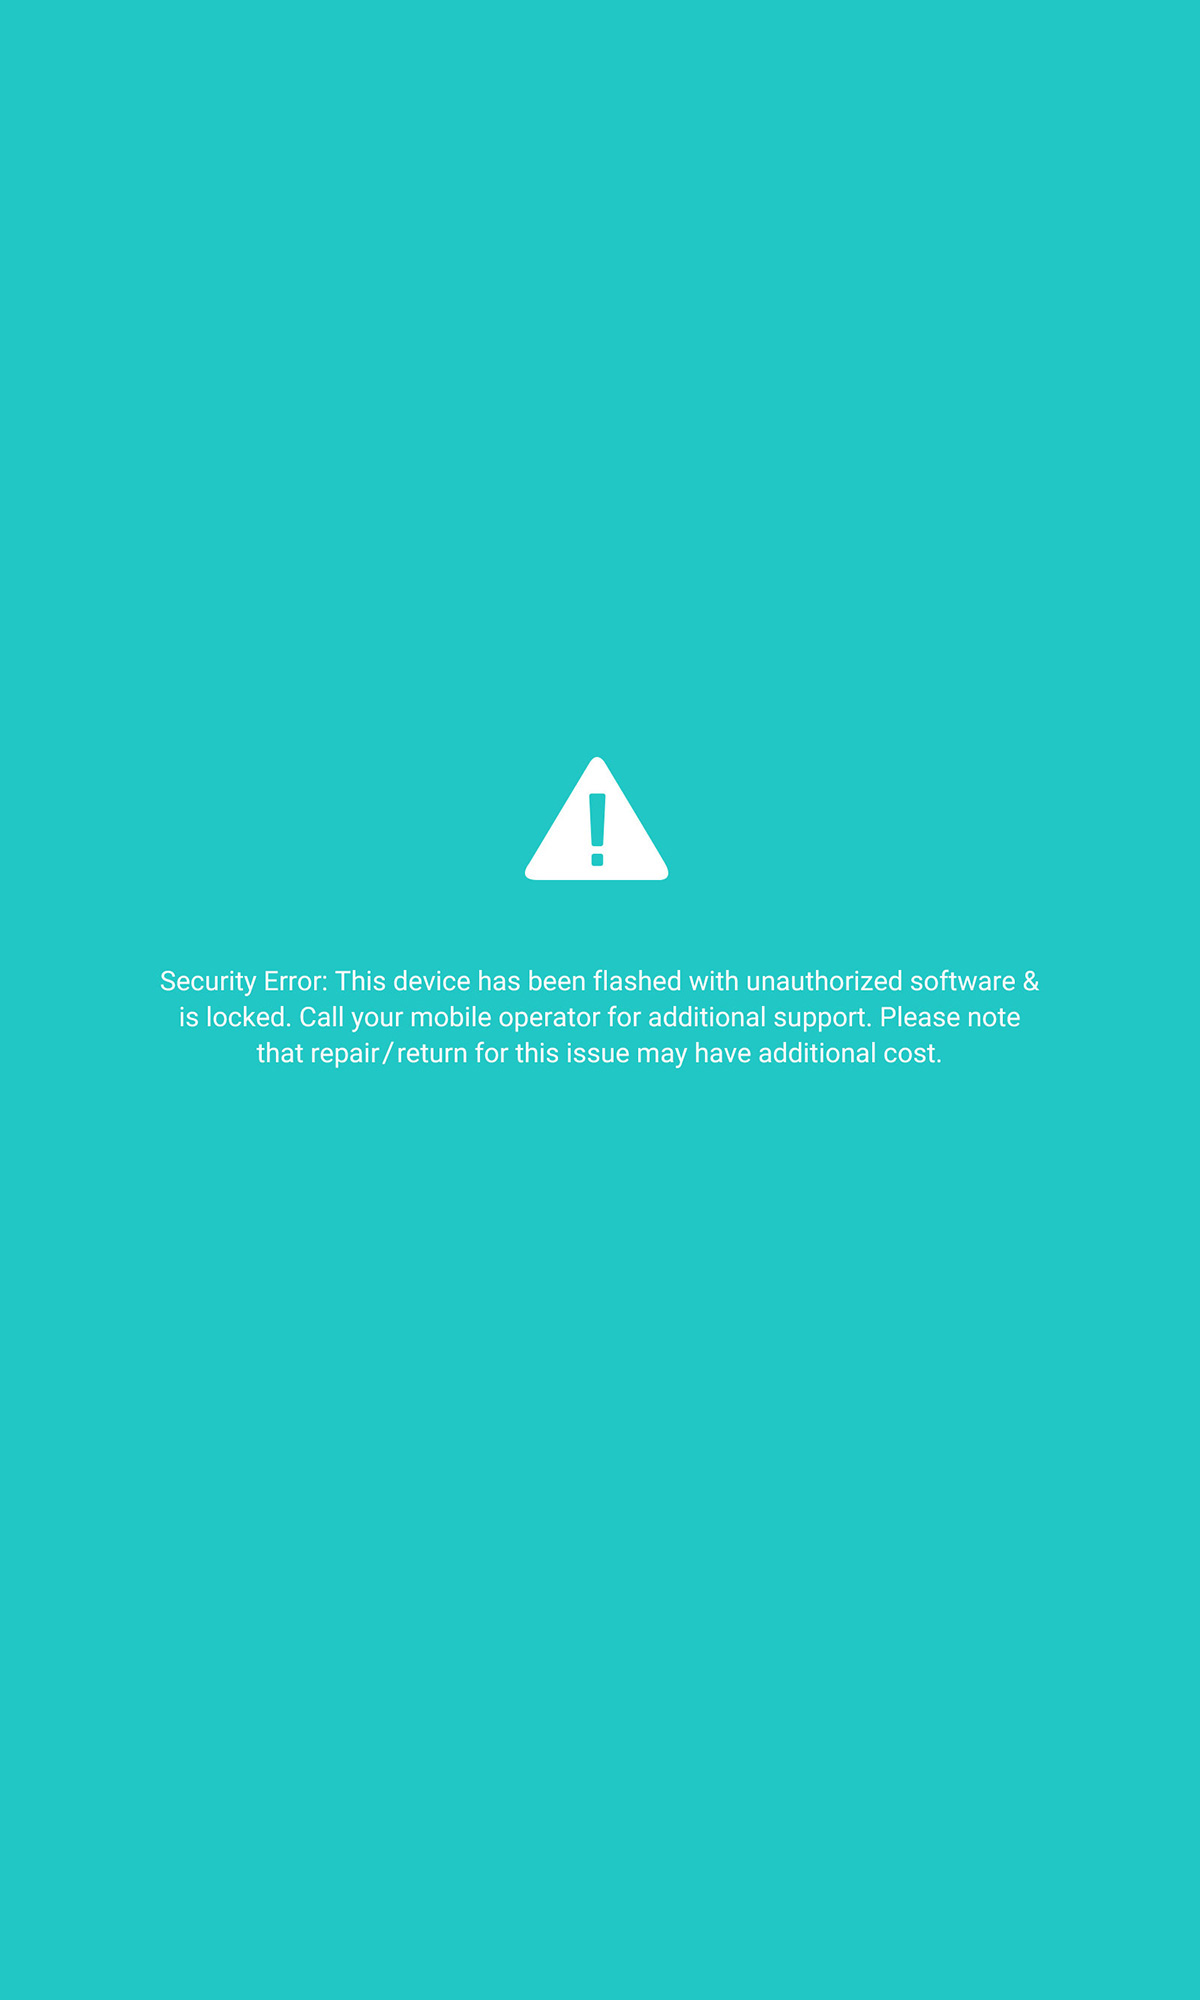 Security Error: This device has been flashed with unauthorized software &
is locked. Call your mobile operator for additional support. Please note
that repair/return for this issue may have additional cost.